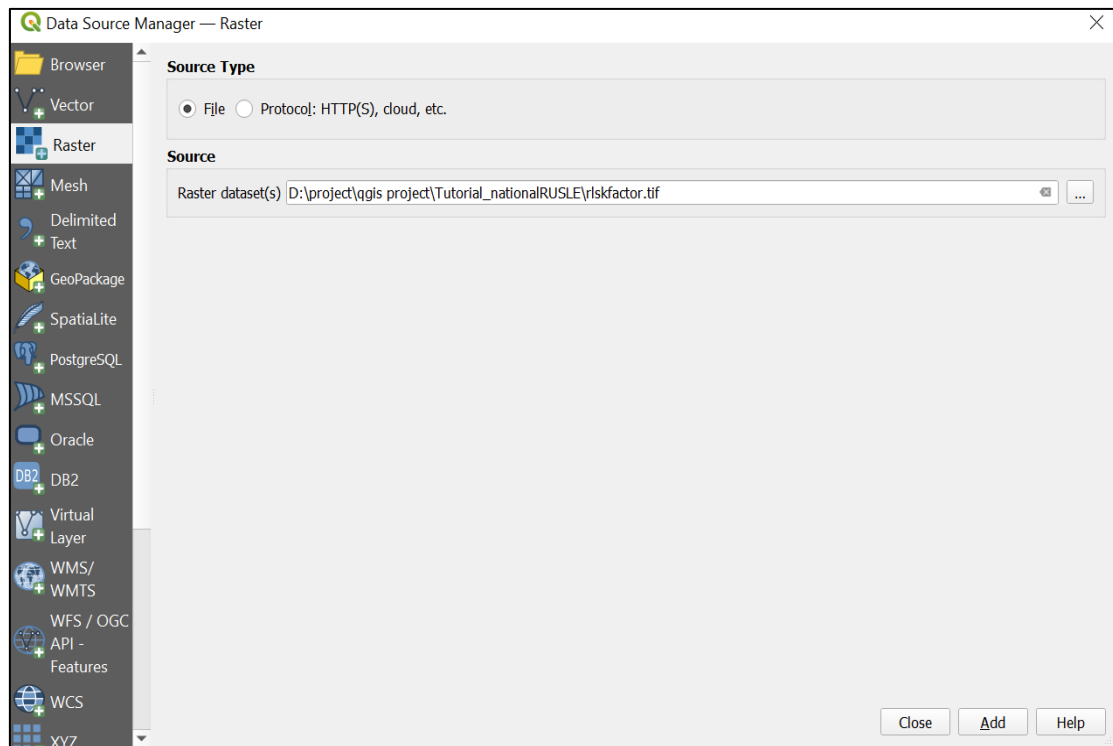 Data Source Manager — Raster
Browser
Vector
Raster
Mesh
Delimited
Text
GeoPackage
SpatiaLite
PostgreSQL
MSSQL
Oracle
DB2
DB2
Virtual
Layer
WMS/
WMTS
WFS / OGC
API -
Features
WCS
XYZ
Source Type
File Protocol: HTTP(S), cloud, etc.
Source
Raster dataset(s) D:\project\qgis project\Tutorial_nationalRUSLE\rlskfactor.tif ...
Close Add Help